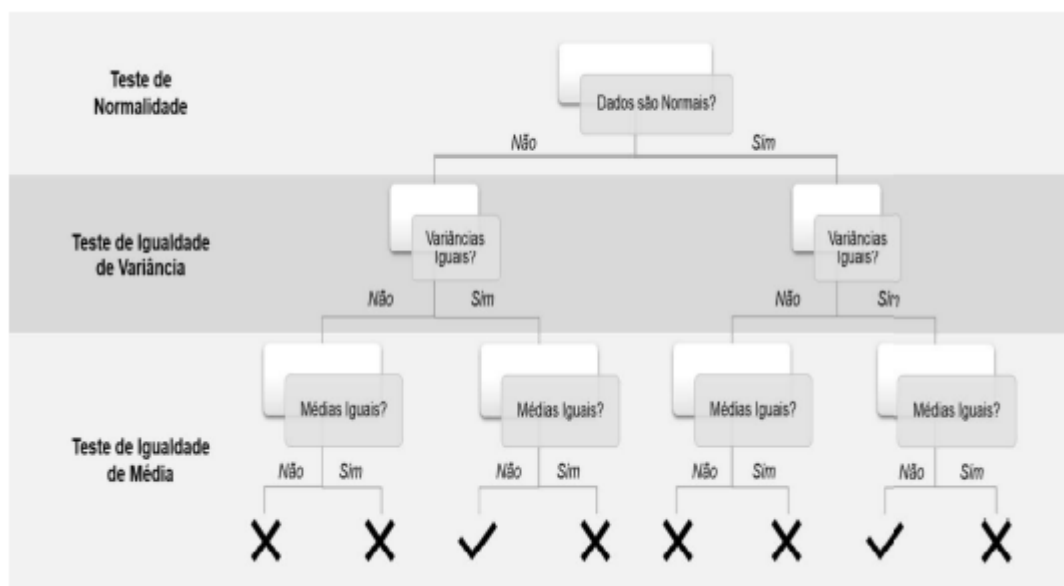 Teste de
Normalidade
Dados são Normais?
Não
Sim
Teste de Igualdade
de Variância
Variâncias
Iguais?
Variâncias
Iguais?
Não
Sim
Não
Sim
Teste de Igualdade
de Média
Médias Iguais?
Médias Iguais?
Médias Iguais?
Médias Iguais?
Não
Sim
Não
Sim
Não
Sim
Não
Sim